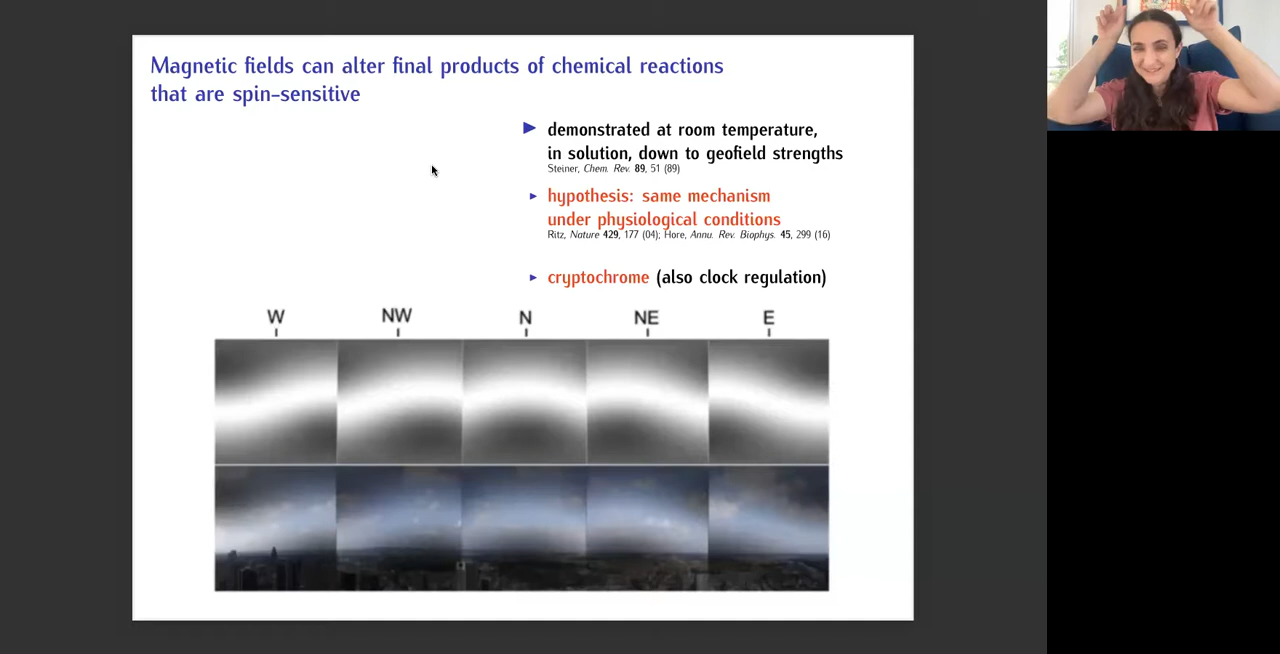 Magnetic fields can alter final products of chemical reactions
that are spin-sensitive
demonstrated at room temperature,
in solution, down to geofield strengths
Steiner, Chem. Rev. 89, 51 (89)
hypothesis: same mechanism
under physiological conditions
Ritz, Nature 429, 177 (04); Hore, Annu. Rev. Biophys. 45, 299 (16)
cryptochrome (also clock regulation)
W NW N NE E